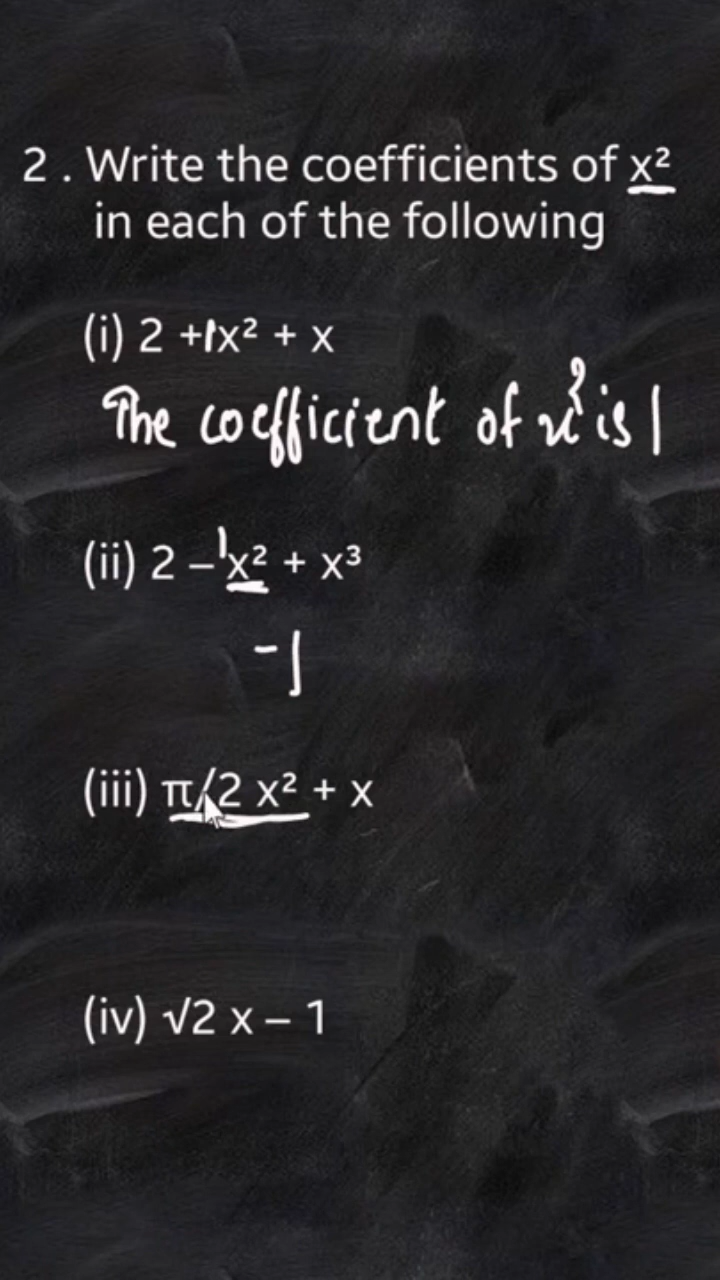 2 . Write the coefficients of x²
in each of the following
(i) 2 +1x² + x
The coefficient of x² is 1
(ii) 2 –1x² + x³
-1
(iii) π/2 x² + x
(iv) √2 x – 1